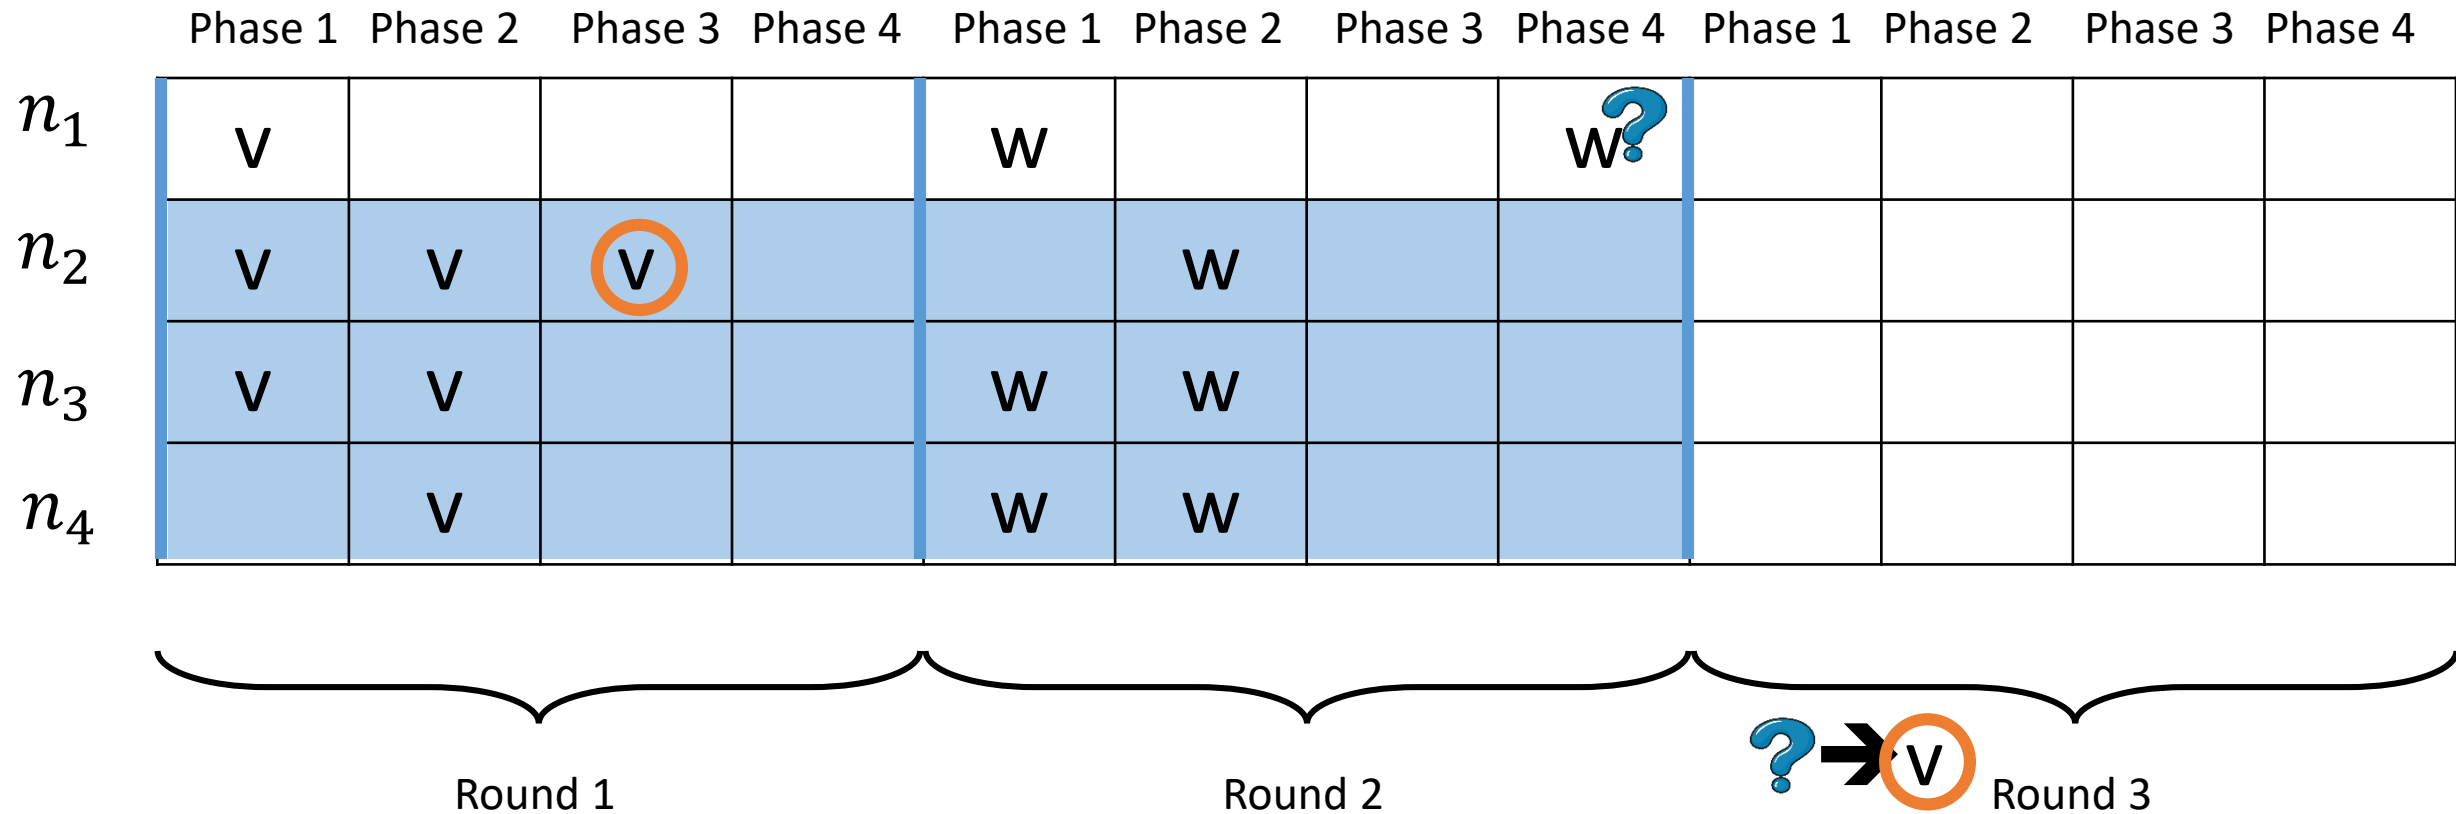 Phase 1 Phase 2 Phase 3 Phase 4 Phase 1 Phase 2 Phase 3 Phase 4 Phase 1 Phase 2 Phase 3 Phase 4
n₁ v w w?
n₂ v v v w
n₃ v v w w
n₄ v w w
? → v
Round 1 Round 2 Round 3